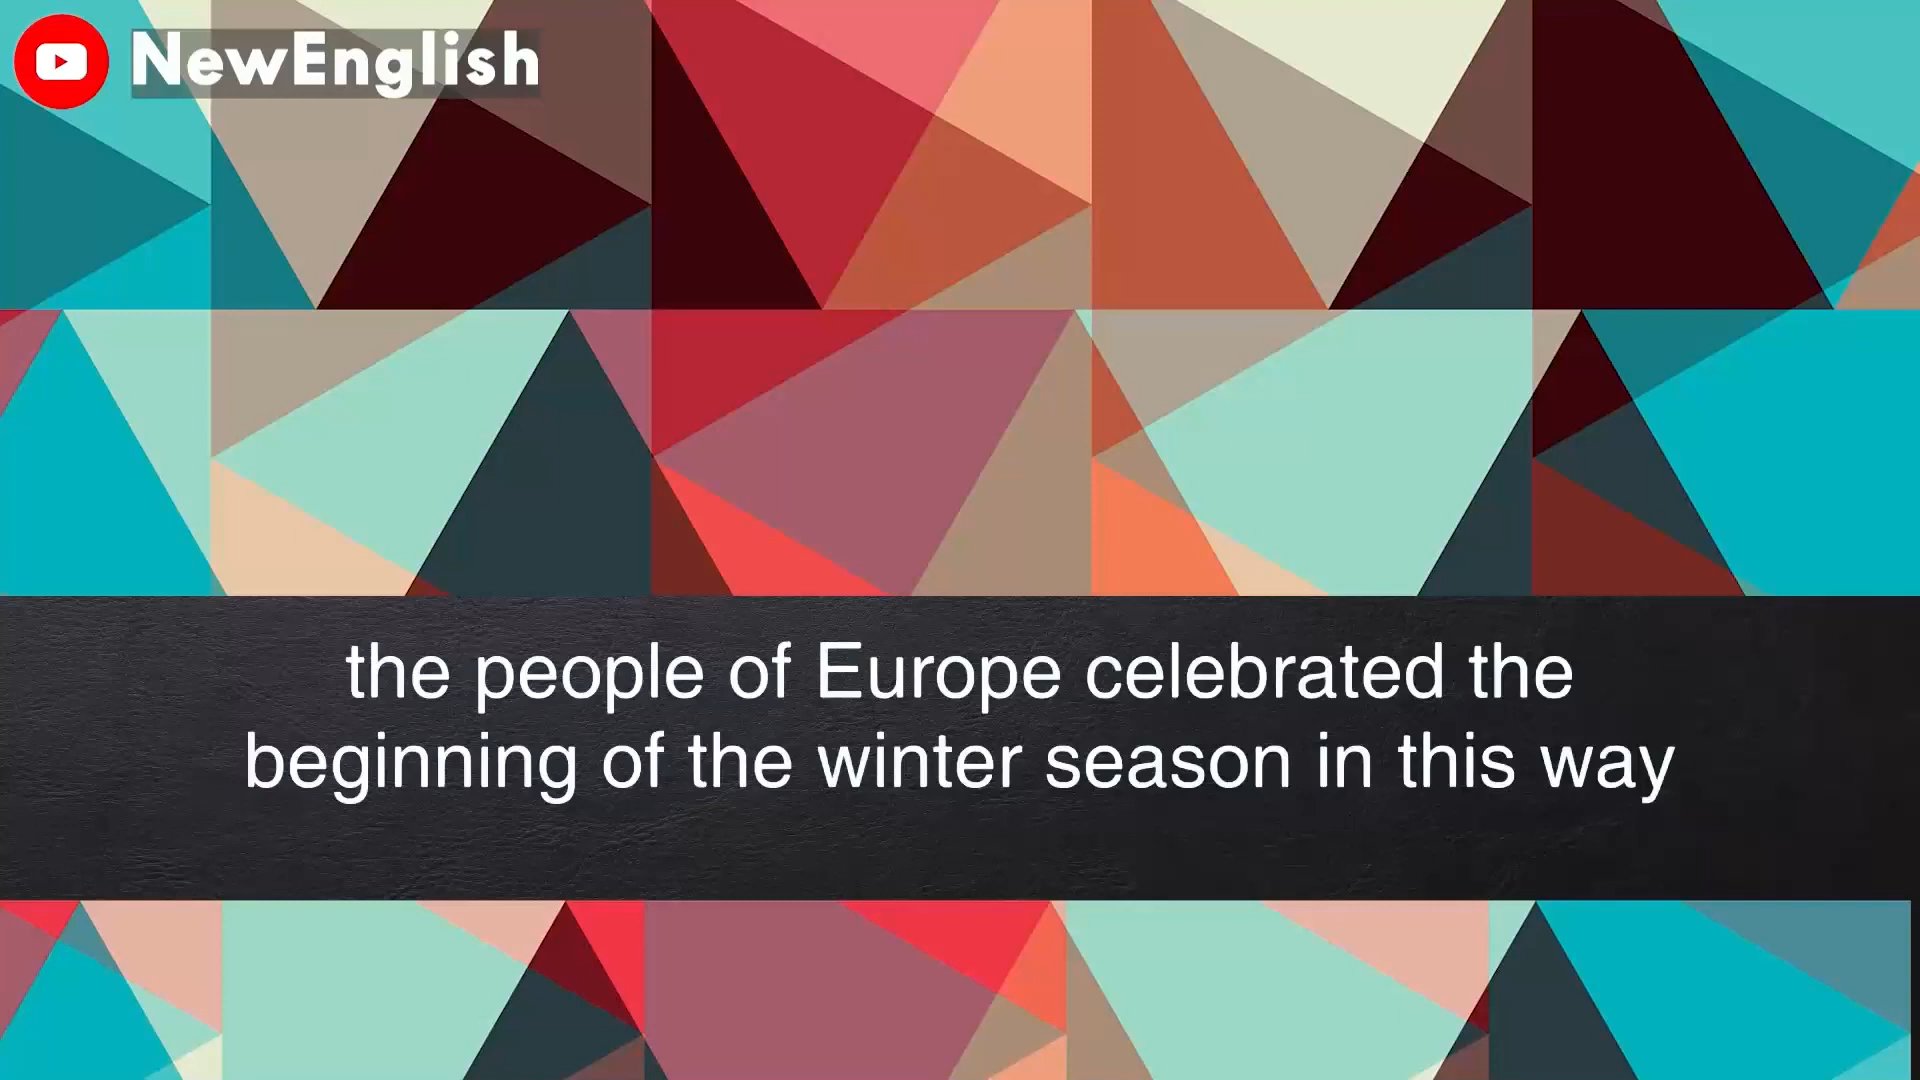 NewEnglish
the people of Europe celebrated the
beginning of the winter season in this way